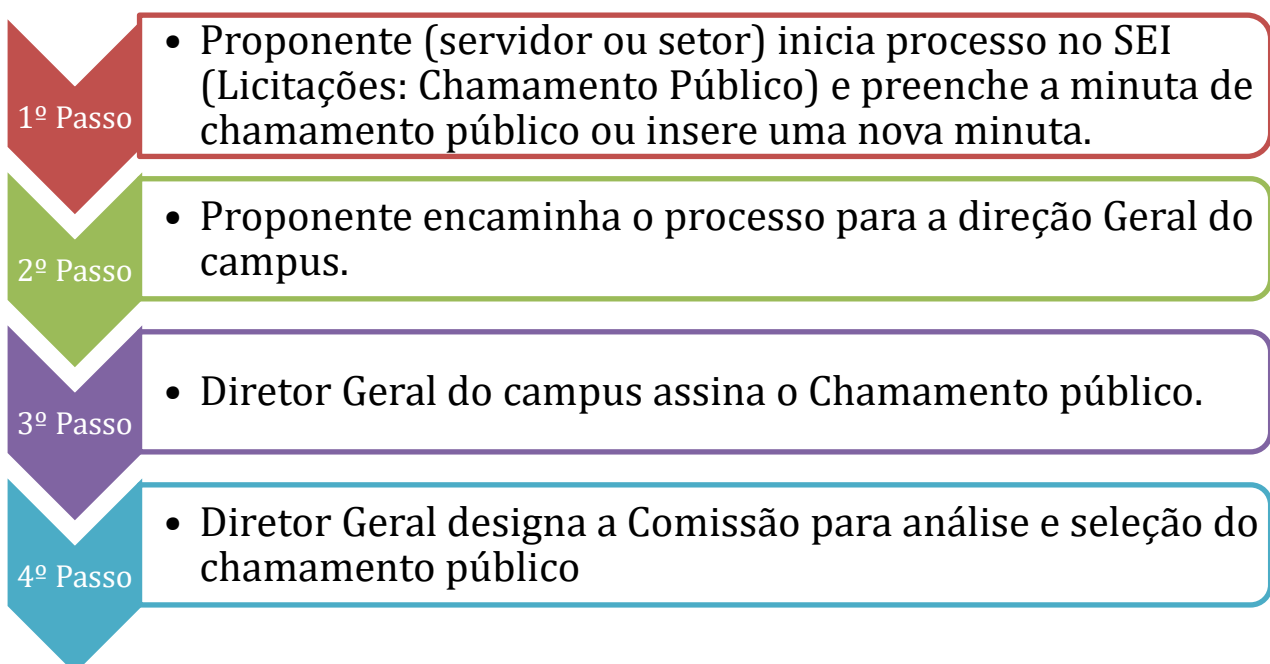 1º Passo
• Proponente (servidor ou setor) inicia processo no SEI
(Licitações: Chamamento Público) e preenche a minuta de
chamamento público ou insere uma nova minuta.
2º Passo
• Proponente encaminha o processo para a direção Geral do
campus.
3º Passo
• Diretor Geral do campus assina o Chamamento público.
4º Passo
• Diretor Geral designa a Comissão para análise e seleção do
chamamento público